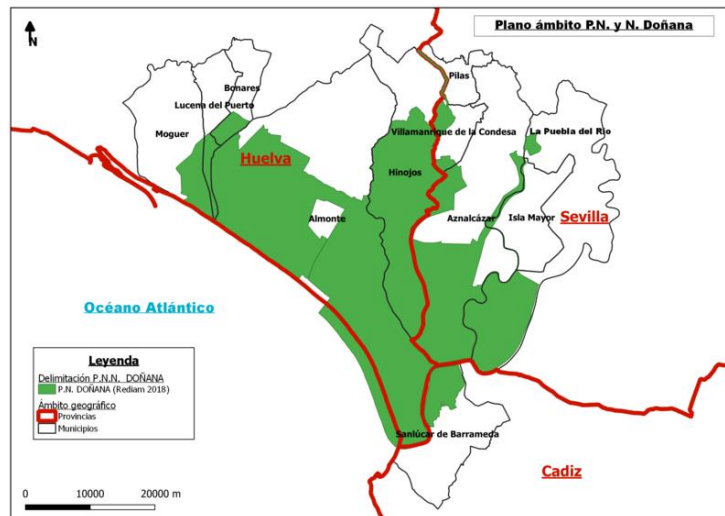 Plano ámbito P.N. y N. Doñana
N
Pilas
Bonares
Lucena del Puerto
Villamanrique de la Condesa
La Puebla del Río
Moguer
Huelva
Hinojos
Almonte
Aznalcázar
Isla Mayor
Sevilla
Océano Atlántico
Leyenda
Delimitación P.N.N. DOÑANA
P.N. DOÑANA (Rediam 2018)
Ámbito geográfico
Provincias
Municipios
Sanlúcar de Barrameda
Cadiz
0 10000 20000 m